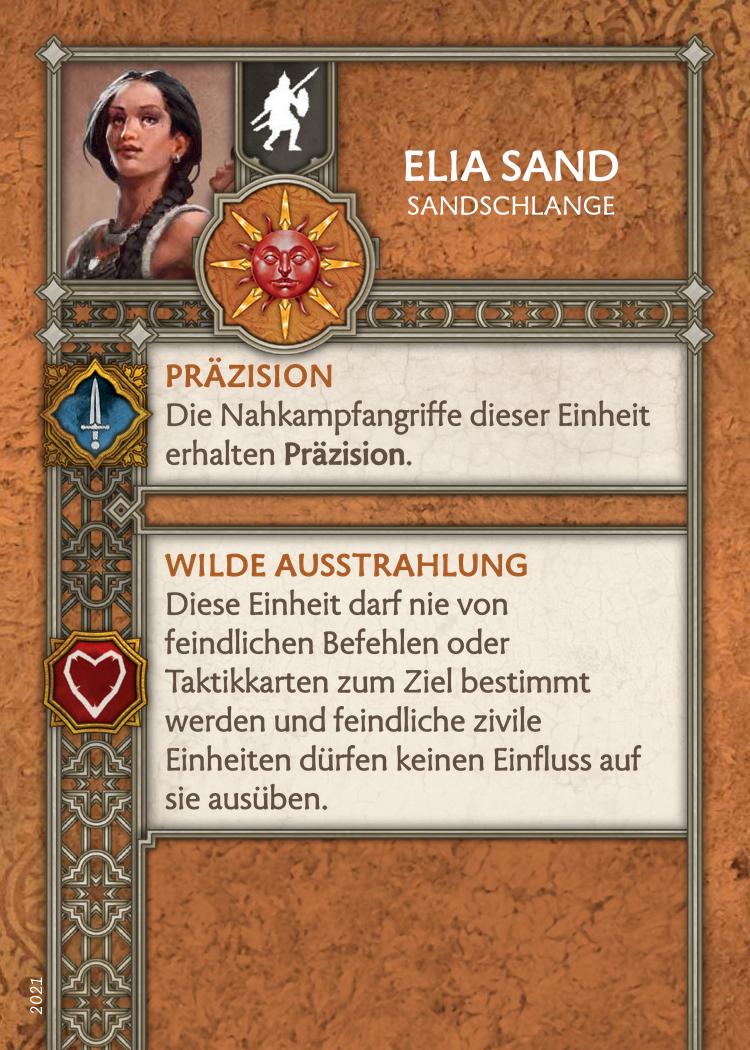 ELIA SAND
SANDSCHLANGE
PRÄZISION
Die Nahkampfangriffe dieser Einheit
erhalten Präzision.
WILDE AUSSTRAHLUNG
Diese Einheit darf nie von
feindlichen Befehlen oder
Taktikkarten zum Ziel bestimmt
werden und feindliche zivile
Einheiten dürfen keinen Einfluss auf
sie ausüben.
2021